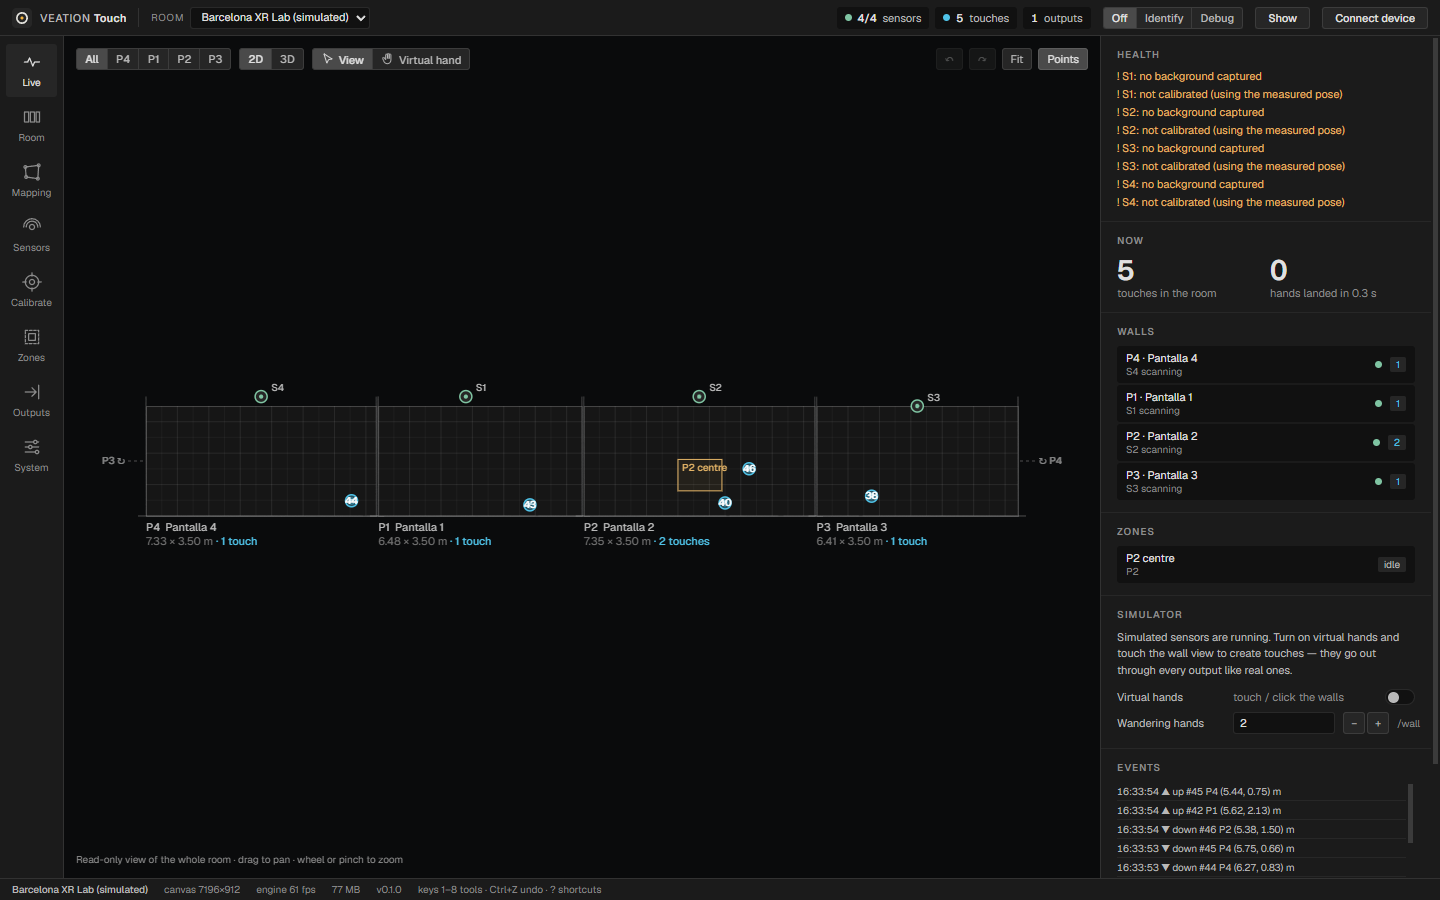 VEATION Touch
ROOM Barcelona XR Lab (simulated)
4/4 sensors
5 touches
1 outputs
Off Identify Debug
Show
Connect device
Live
Room
Mapping
Sensors
Calibrate
Zones
Outputs
System
All P4 P1 P2 P3
2D 3D
View Virtual hand
Fit
Points
S4
S1
S2
S3
P3 ↻
↻ P4
P2 centre
46
44
43
40
38
P4 Pantalla 4
7.33 × 3.50 m · 1 touch
P1 Pantalla 1
6.48 × 3.50 m · 1 touch
P2 Pantalla 2
7.35 × 3.50 m · 2 touches
P3 Pantalla 3
6.41 × 3.50 m · 1 touch
Read-only view of the whole room · drag to pan · wheel or pinch to zoom
HEALTH
! S1: no background captured
! S1: not calibrated (using the measured pose)
! S2: no background captured
! S2: not calibrated (using the measured pose)
! S3: no background captured
! S3: not calibrated (using the measured pose)
! S4: no background captured
! S4: not calibrated (using the measured pose)
NOW
5
touches in the room
0
hands landed in 0.3 s
WALLS
P4 · Pantalla 4
S4 scanning
1
P1 · Pantalla 1
S1 scanning
1
P2 · Pantalla 2
S2 scanning
2
P3 · Pantalla 3
S3 scanning
1
ZONES
P2 centre
P2
idle
SIMULATOR
Simulated sensors are running. Turn on virtual hands and
touch the wall view to create touches — they go out
through every output like real ones.
Virtual hands touch / click the walls
Wandering hands 2 − + /wall
EVENTS
16:33:54 ▲ up #45 P4 (5.44, 0.75) m
16:33:54 ▲ up #42 P1 (5.62, 2.13) m
16:33:54 ▼ down #46 P2 (5.38, 1.50) m
16:33:53 ▼ down #45 P4 (5.75, 0.66) m
16:33:53 ▼ down #44 P4 (6.27, 0.83) m
Barcelona XR Lab (simulated) canvas 7196×912 engine 61 fps 77 MB v0.1.0 keys 1–8 tools · Ctrl+Z undo · ? shortcuts